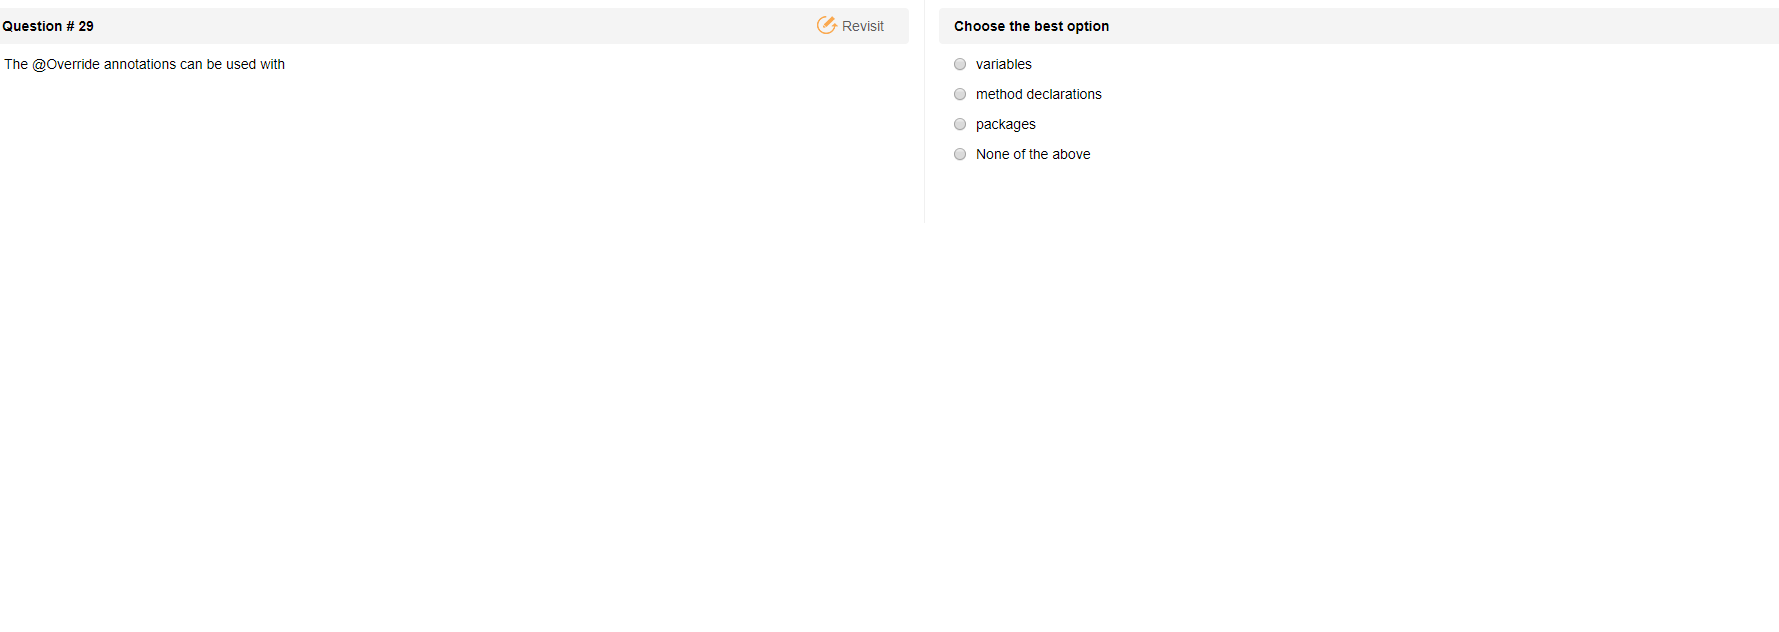 Question # 29
Revisit
The @Override annotations can be used with
Choose the best option
variables
method declarations
packages
None of the above